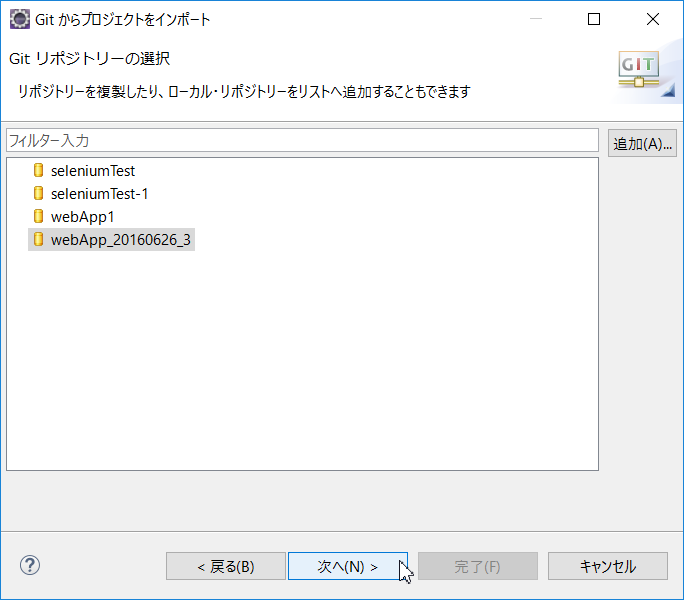 Git からプロジェクトをインポート
Git リポジトリーの選択
リポジトリーを複製したり、ローカル・リポジトリーをリストへ追加することもできます
GIT
フィルター入力
追加(A)...
seleniumTest
seleniumTest-1
webApp1
webApp_20160626_3
?
< 戻る(B)
次へ(N) >
完了(F)
キャンセル